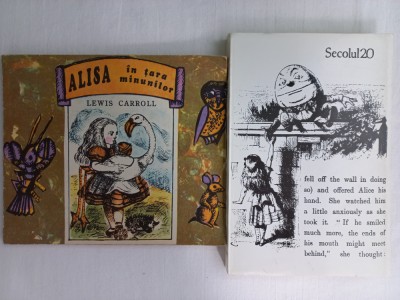 ALISA
in țara
minunilor
LEWIS CARROLL
Secolul 20
fell off the wall in doing
so) and offered Alice his
hand. She watched him
a little anxiously as she
took it. "If he smiled
much more, the ends of
his mouth might meet
behind," she thought: